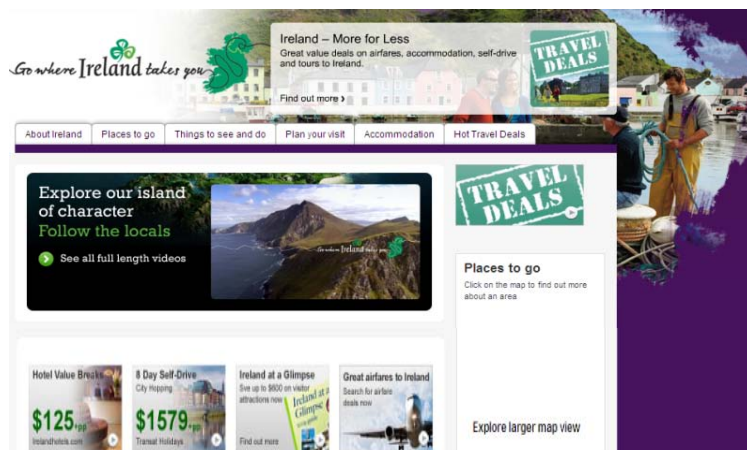 Go where Ireland takes you
Ireland – More for Less
Great value deals on airfares, accommodation, self-drive
and tours to Ireland.
Find out more ›
TRAVEL
DEALS
About Ireland
Places to go
Things to see and do
Plan your visit
Accommodation
Hot Travel Deals
Explore our island
of character
Follow the locals
See all full length videos
Go where Ireland takes you
TRAVEL
DEALS
Places to go
Click on the map to find out more
about an area
Explore larger map view
Hotel Value Breaks
$125+pp
Irelandhotels.com
8 Day Self-Drive
City Hopping
$1579+pp
Transat Holidays
Ireland at a Glimpse
Sve up to $600 on visitor
attractions now
Find out more
Ireland at a
Glimpse
Great airfares to Ireland
Search for airfare
deals now